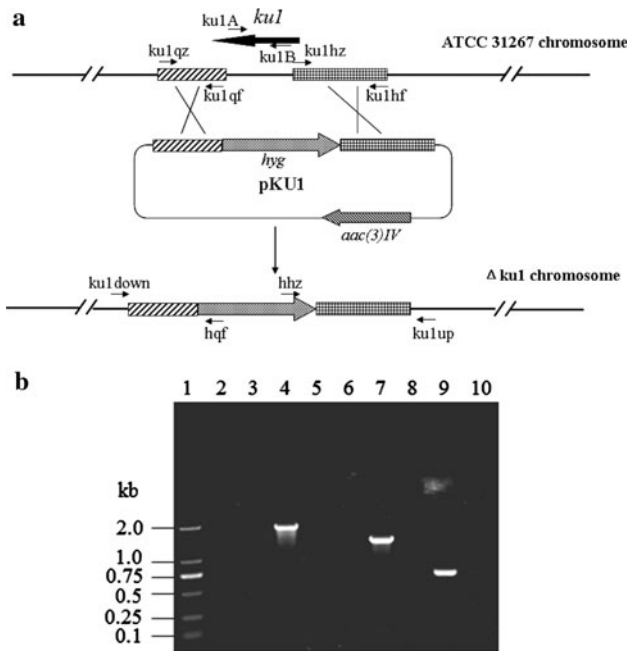 a
ku1A ku1
ku1qz ku1B ku1hz ATCC 31267 chromosome
ku1qf ku1hf
hyg
pKU1
aac(3)IV
ku1down hhz Δ ku1 chromosome
hqf ku1up
b
1 2 3 4 5 6 7 8 9 10
kb
2.0
1.0
0.75
0.5
0.25
0.1